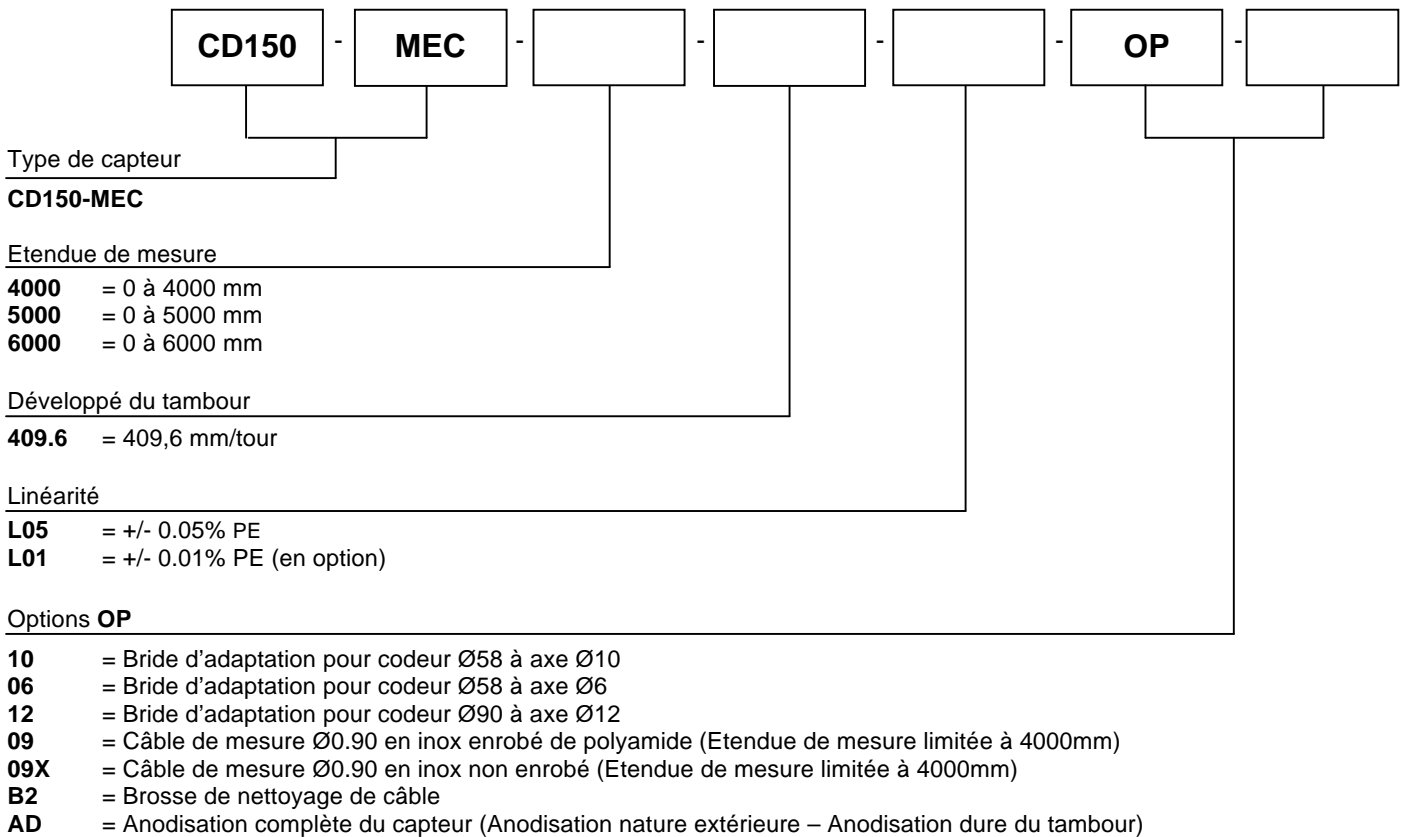 CD150 - MEC - - - - OP -
Type de capteur
CD150-MEC
Etendue de mesure
4000 = 0 à 4000 mm
5000 = 0 à 5000 mm
6000 = 0 à 6000 mm
Développé du tambour
409.6 = 409,6 mm/tour
Linéarité
L05 = +/- 0.05% PE
L01 = +/- 0.01% PE (en option)
Options OP
10 = Bride d’adaptation pour codeur Ø58 à axe Ø10
06 = Bride d’adaptation pour codeur Ø58 à axe Ø6
12 = Bride d’adaptation pour codeur Ø90 à axe Ø12
09 = Câble de mesure Ø0.90 en inox enrobé de polyamide (Etendue de mesure limitée à 4000mm)
09X = Câble de mesure Ø0.90 en inox non enrobé (Etendue de mesure limitée à 4000mm)
B2 = Brosse de nettoyage de câble
AD = Anodisation complète du capteur (Anodisation nature extérieure – Anodisation dure du tambour)